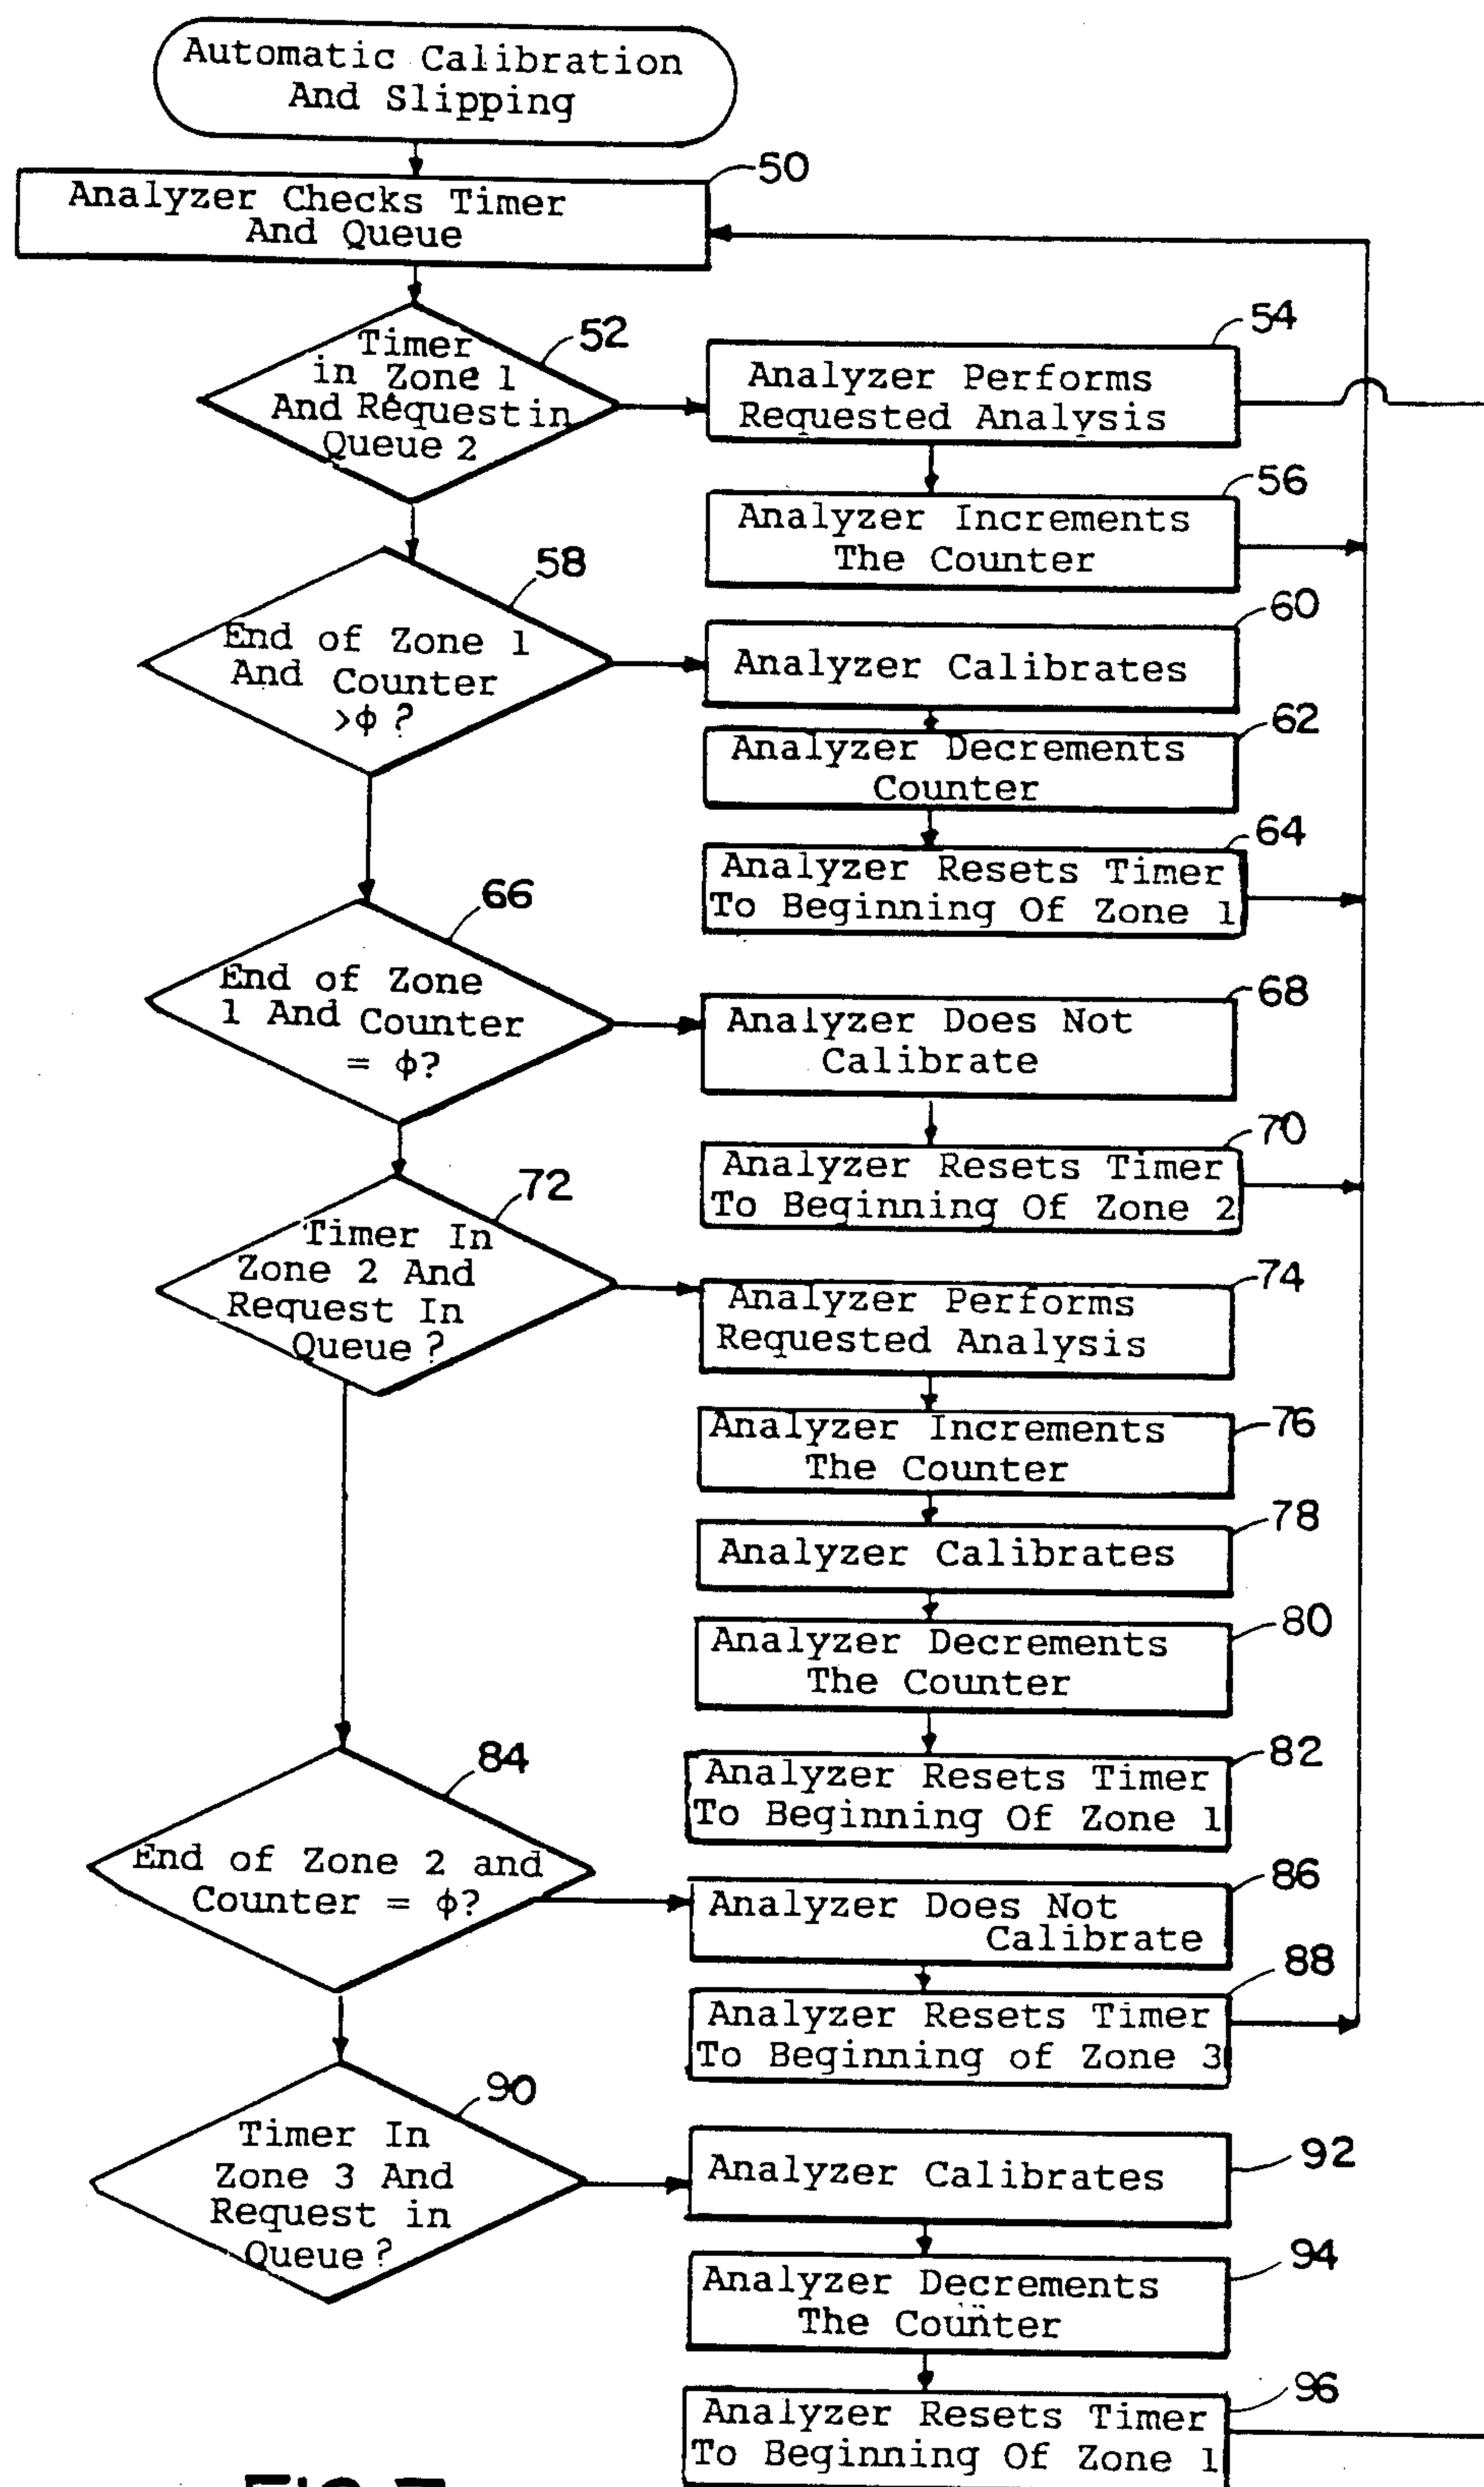 Automatic Calibration
And Slipping
50
Analyzer Checks Timer
And Queue
52
Timer
in Zone 1
And Request in
Queue 2
54
Analyzer Performs
Requested Analysis
56
Analyzer Increments
The Counter
58
End of Zone 1
And Counter
>ϕ ?
60
Analyzer Calibrates
62
Analyzer Decrements
Counter
64
Analyzer Resets Timer
To Beginning Of Zone 1
66
End of Zone
1 And Counter
= ϕ?
68
Analyzer Does Not
Calibrate
70
Analyzer Resets Timer
To Beginning Of Zone 2
72
Timer In
Zone 2 And
Request In
Queue ?
74
Analyzer Performs
Requested Analysis
76
Analyzer Increments
The Counter
78
Analyzer Calibrates
80
Analyzer Decrements
The Counter
82
Analyzer Resets Timer
To Beginning Of Zone 1
84
End of Zone 2 and
Counter = ϕ?
86
Analyzer Does Not
Calibrate
88
Analyzer Resets Timer
To Beginning of Zone 3
90
Timer In
Zone 3 And
Request in
Queue ?
92
Analyzer Calibrates
94
Analyzer Decrements
The Counter
96
Analyzer Resets Timer
To Beginning Of Zone 1